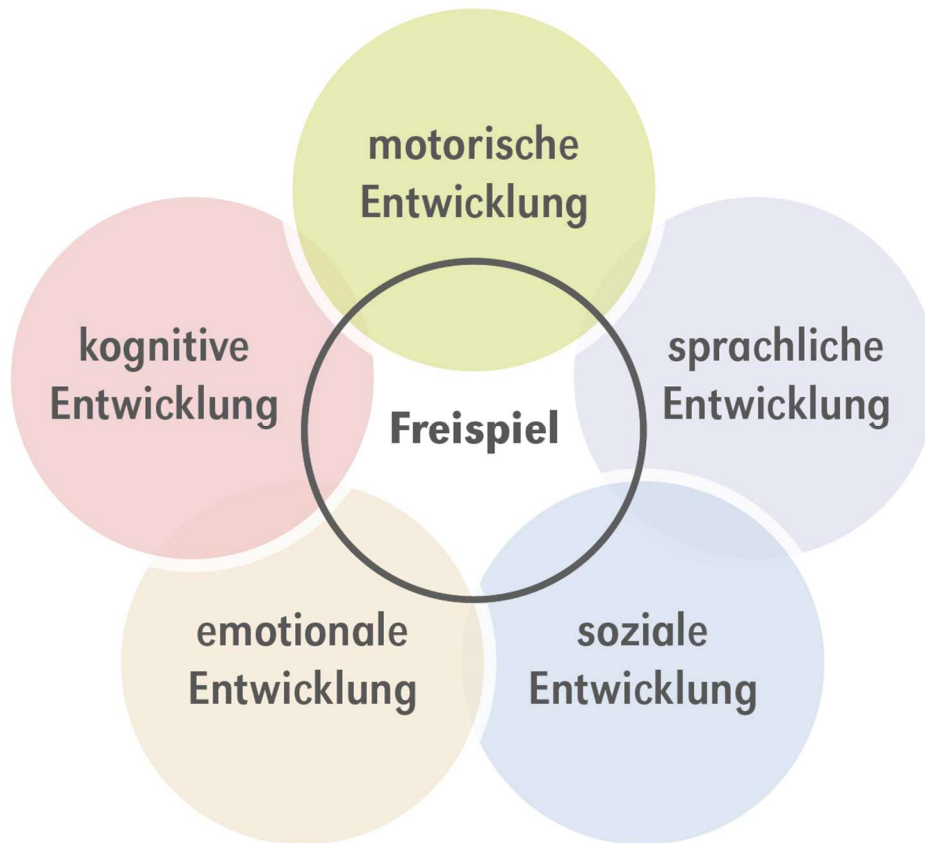 motorische
Entwicklung
kognitive
Entwicklung
sprachliche
Entwicklung
Freispiel
emotionale
Entwicklung
soziale
Entwicklung